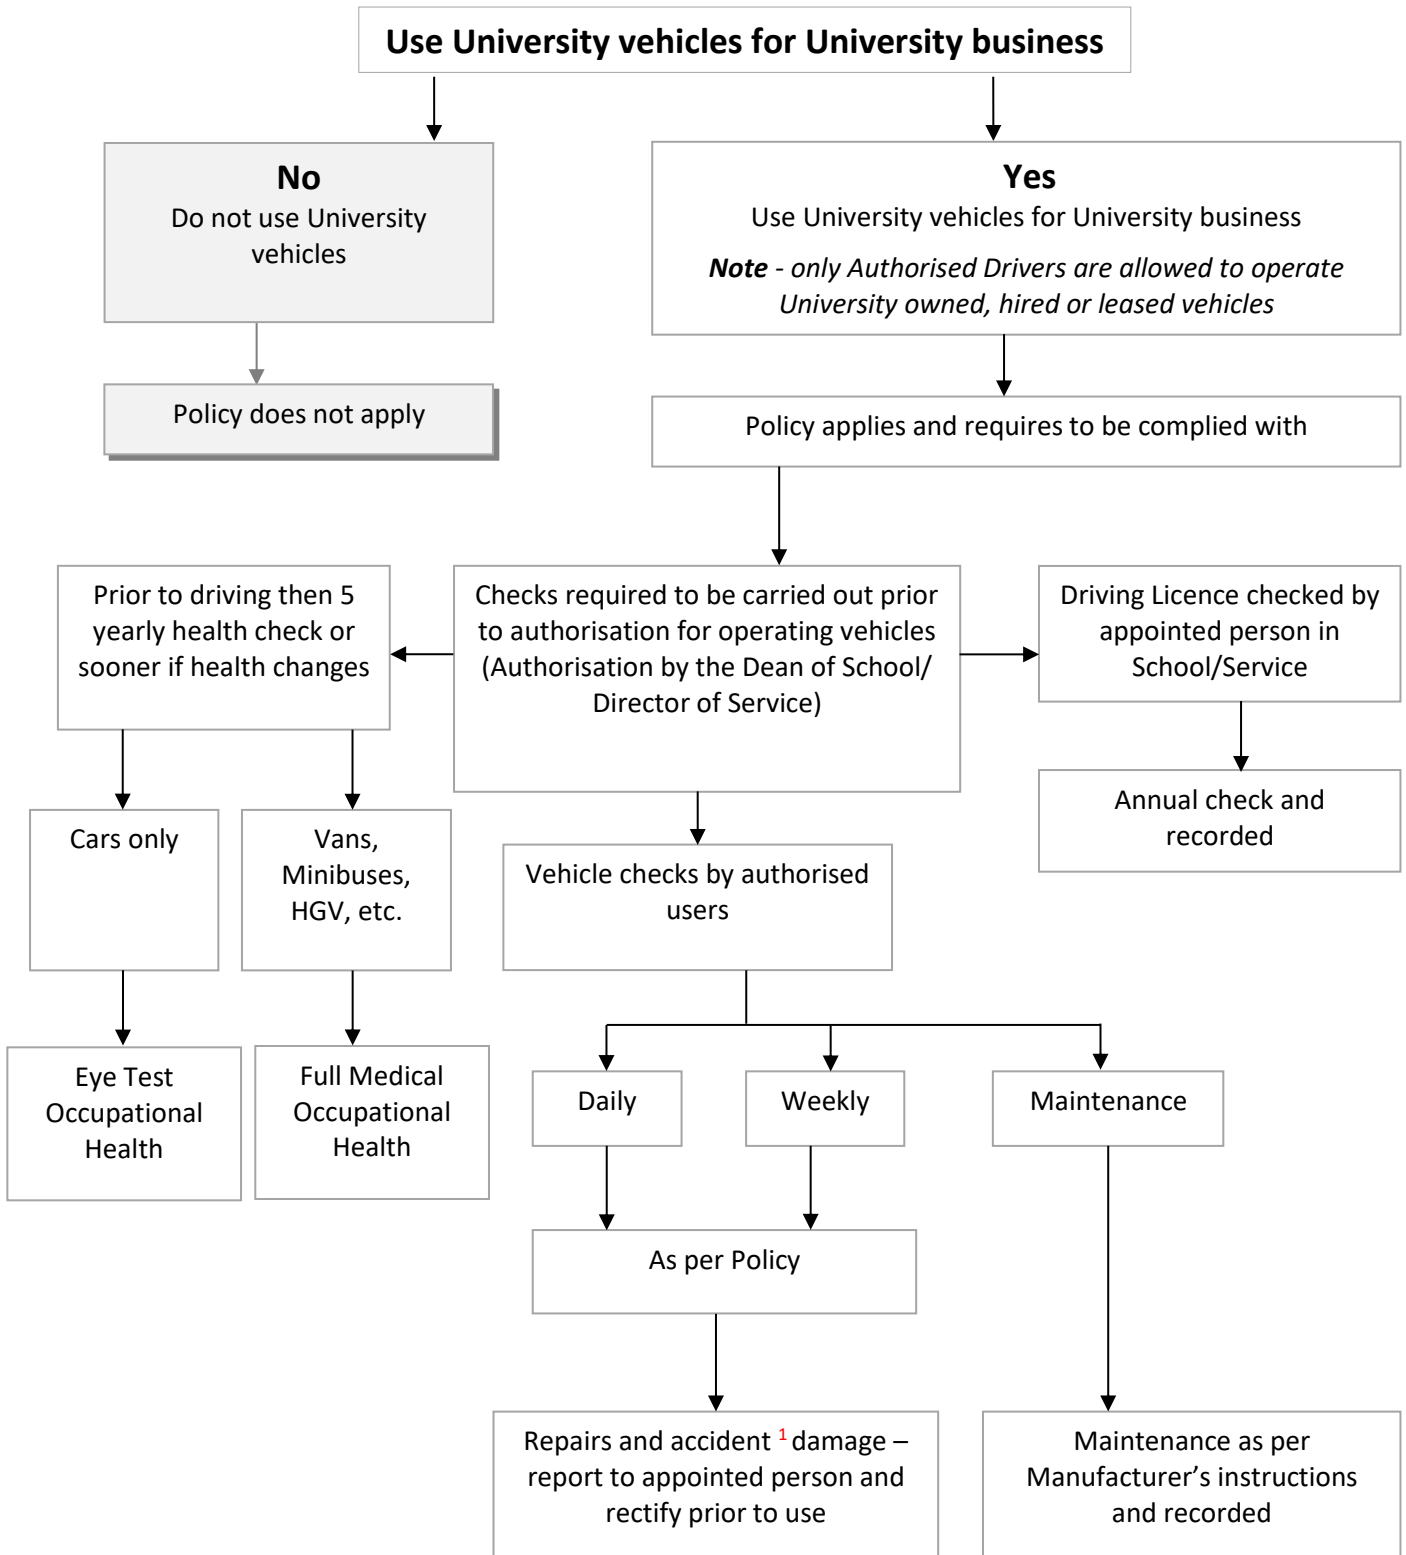 Use University vehicles for University business
No
Do not use University
vehicles
Yes
Use University vehicles for University business
Note - only Authorised Drivers are allowed to operate
University owned, hired or leased vehicles
Policy does not apply
Policy applies and requires to be complied with
Prior to driving then 5
yearly health check or
sooner if health changes
Checks required to be carried out prior
to authorisation for operating vehicles
(Authorisation by the Dean of School/
Director of Service)
Driving Licence checked by
appointed person in
School/Service
Annual check and
recorded
Cars only
Vans,
Minibuses,
HGV, etc.
Vehicle checks by authorised
users
Eye Test
Occupational
Health
Full Medical
Occupational
Health
Daily
Weekly
Maintenance
As per Policy
Repairs and accident 1 damage –
report to appointed person and
rectify prior to use
Maintenance as per
Manufacturer’s instructions
and recorded